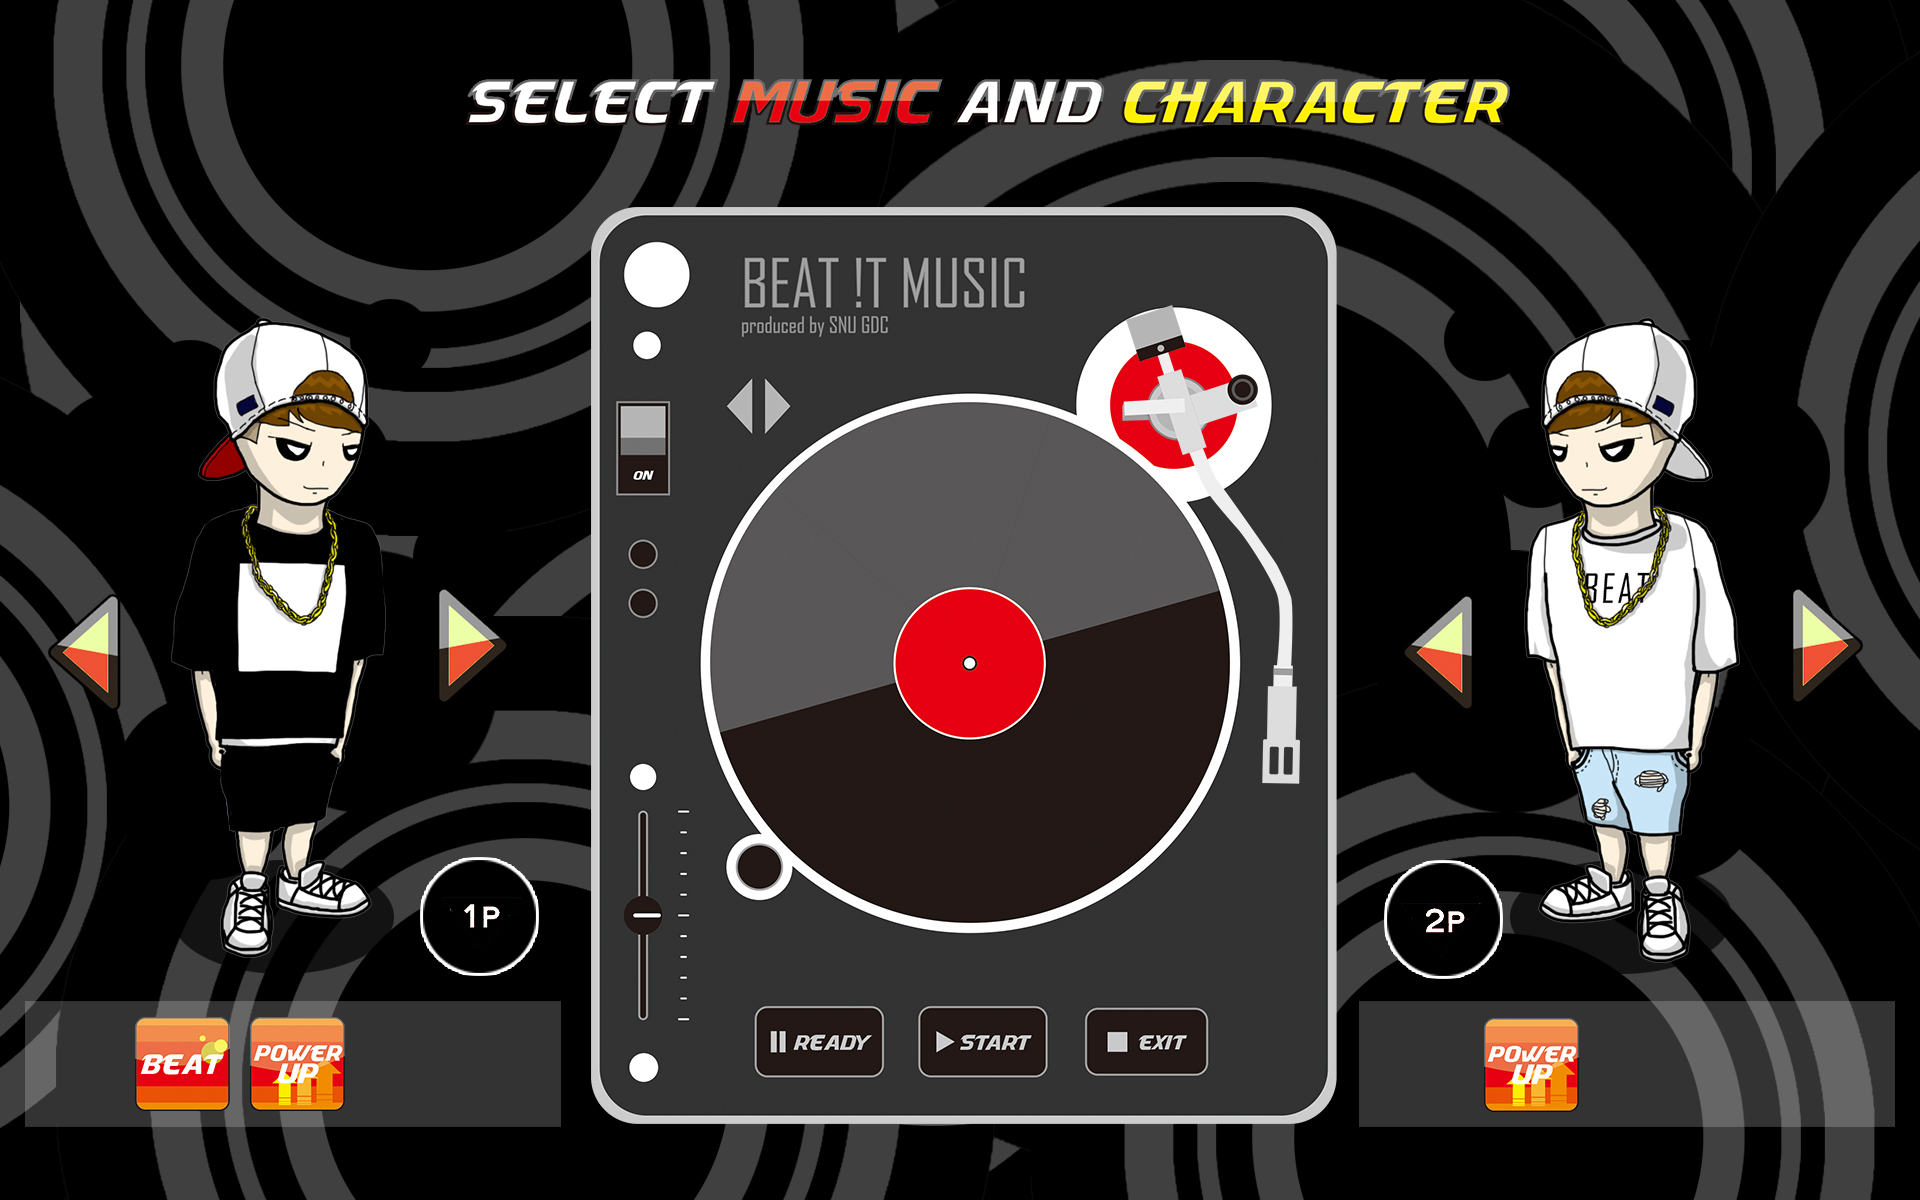 SELECT MUSIC AND CHARACTER
BEAT !T MUSIC
produced by SNU GDC
ON
BEAT
1P
2P
READY
START
EXIT
BEAT
POWER
UP
POWER
UP